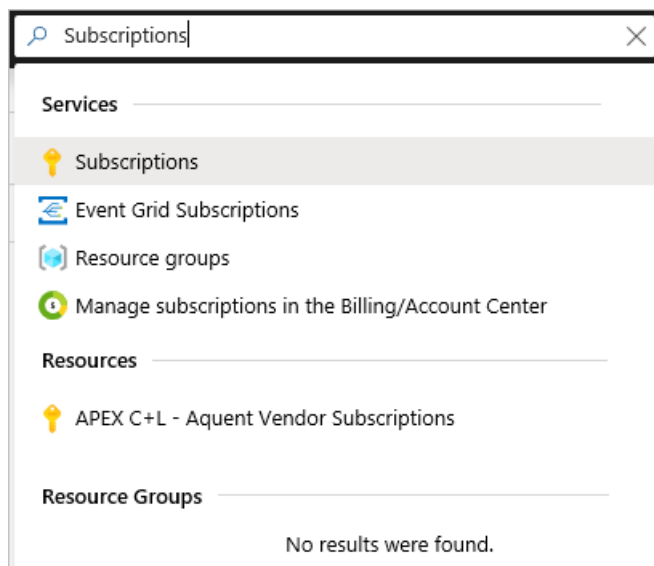 Subscriptions
Services
Subscriptions
Event Grid Subscriptions
Resource groups
Manage subscriptions in the Billing/Account Center
Resources
APEX C+L - Aquent Vendor Subscriptions
Resource Groups
No results were found.